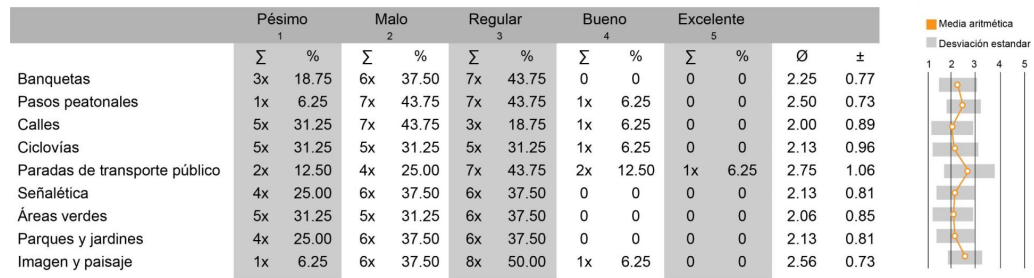 Pésimo Malo Regular Bueno Excelente
1 2 3 4 5
Σ % Σ % Σ % Σ % Σ % Ø ±
Banquetas 3x 18.75 6x 37.50 7x 43.75 0 0 0 0 2.25 0.77
Pasos peatonales 1x 6.25 7x 43.75 7x 43.75 1x 6.25 0 0 2.50 0.73
Calles 5x 31.25 7x 43.75 3x 18.75 1x 6.25 0 0 2.00 0.89
Ciclovías 5x 31.25 5x 31.25 5x 31.25 1x 6.25 0 0 2.13 0.96
Paradas de transporte público 2x 12.50 4x 25.00 7x 43.75 2x 12.50 1x 6.25 2.75 1.06
Señalética 4x 25.00 6x 37.50 6x 37.50 0 0 0 0 2.13 0.81
Áreas verdes 5x 31.25 5x 31.25 6x 37.50 0 0 0 0 2.06 0.85
Parques y jardines 4x 25.00 6x 37.50 6x 37.50 0 0 0 0 2.13 0.81
Imagen y paisaje 1x 6.25 6x 37.50 8x 50.00 1x 6.25 0 0 2.56 0.73
Media aritmética
Desviación estandar
1 2 3 4 5